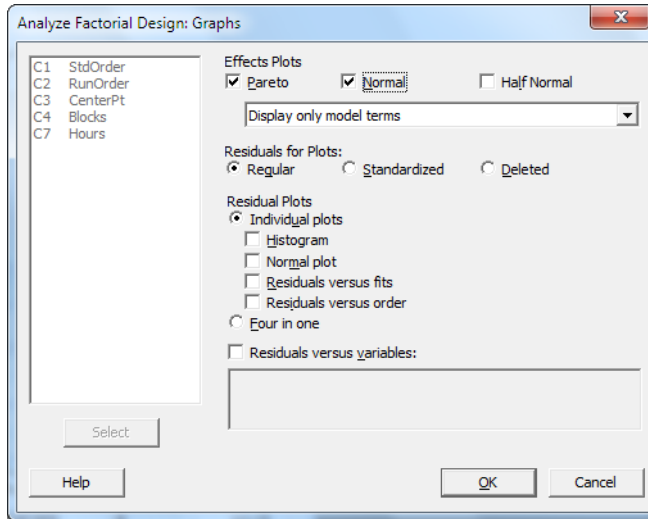 Analyze Factorial Design: Graphs
C1 StdOrder
C2 RunOrder
C3 CenterPt
C4 Blocks
C7 Hours
Effects Plots
Pareto Normal Half Normal
Display only model terms
Residuals for Plots:
Regular Standardized Deleted
Residual Plots
Individual plots
Histogram
Normal plot
Residuals versus fits
Residuals versus order
Four in one
Residuals versus variables:
Select
Help OK Cancel